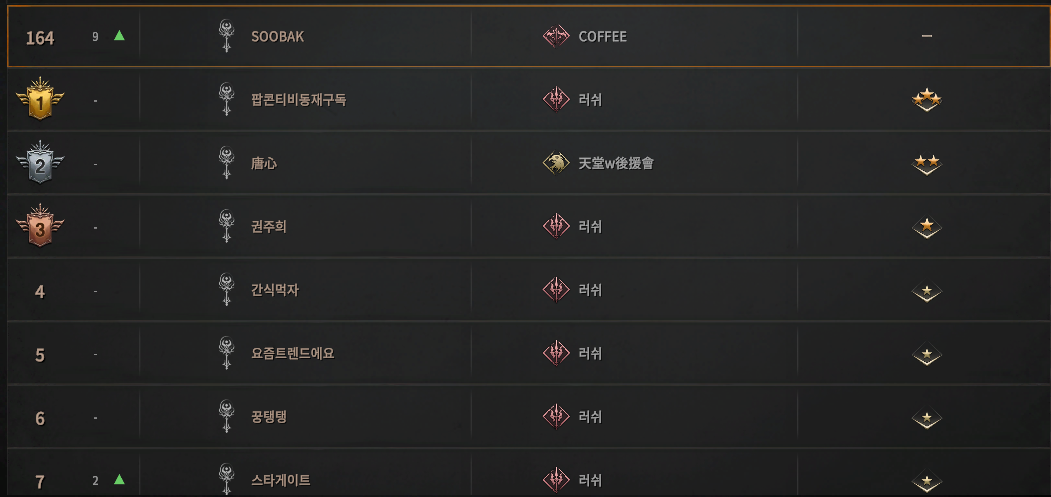 164 9 SOOBAK COFFEE —
1 - 팝콘티비동재구독 러쉬
2 - 唐心 天堂w後援會
3 - 권주희 러쉬
4 - 간식먹자 러쉬
5 - 요즘트렌드에요 러쉬
6 - 꿍탱탱 러쉬
7 2 스타게이트 러쉬